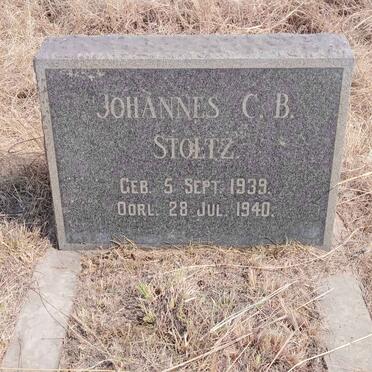 JOHANNES C. B.
STOLTZ.
GEB. 5 SEPT. 1939.
OORL. 28 JUL. 1940.